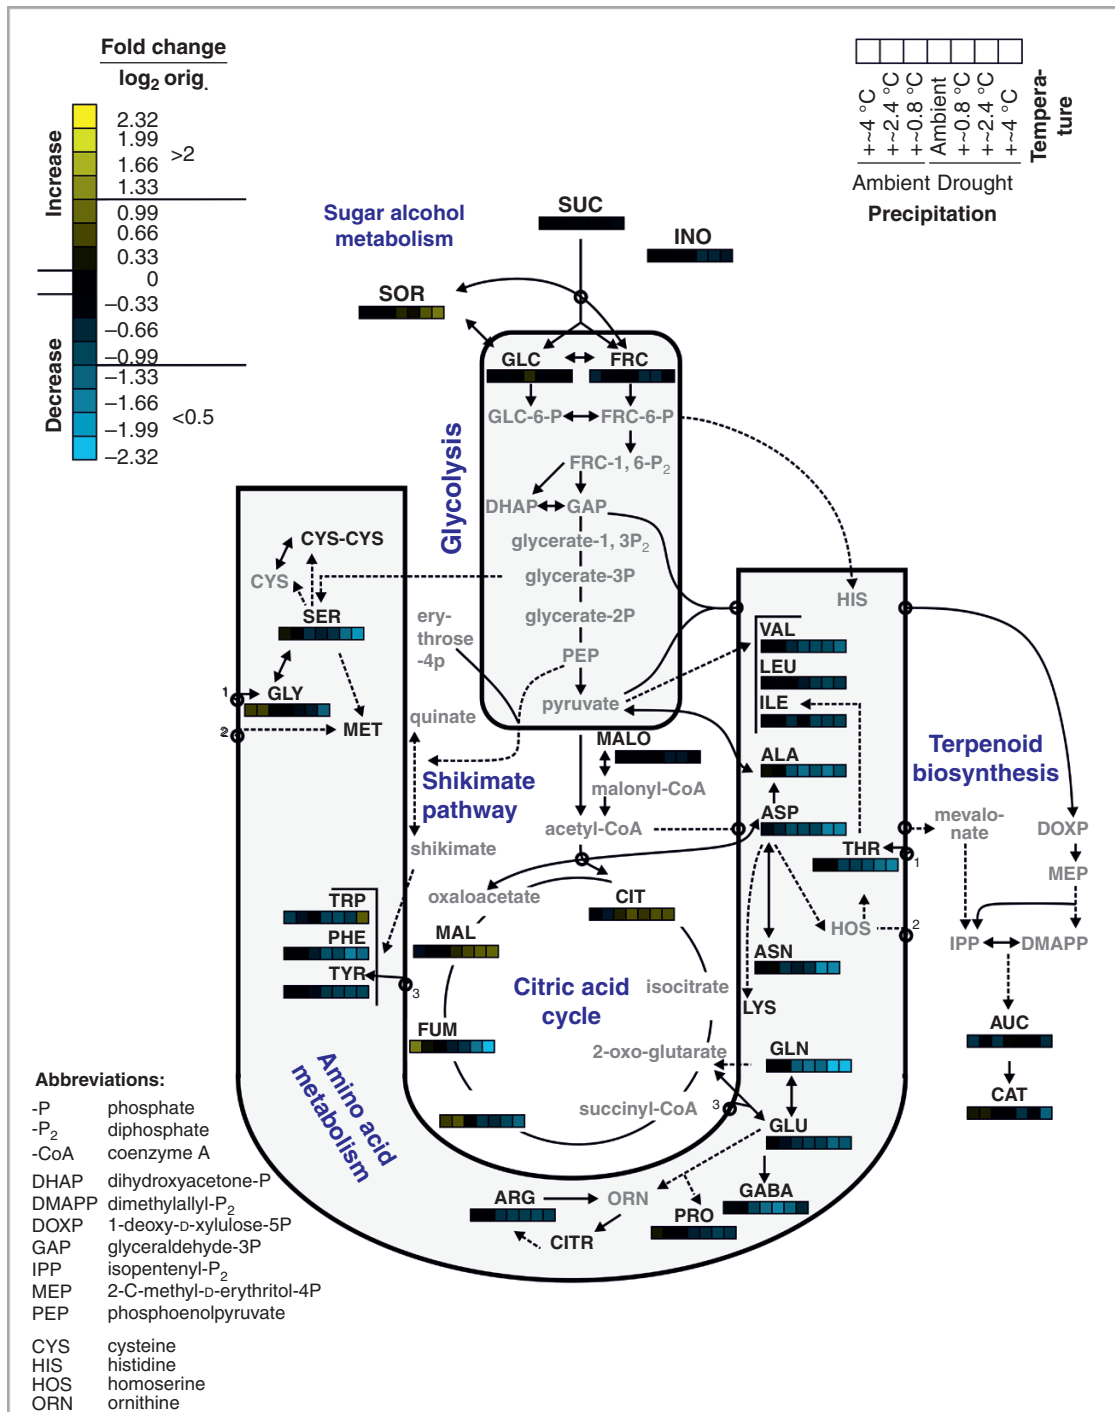 Fold change
log2 orig.
Increase
Decrease
2.32
1.99
1.66
1.33
0.99
0.66
0.33
0
−0.33
−0.66
−0.99
−1.33
−1.66
−1.99
−2.32
>2
<0.5
+~4 °C
+~2.4 °C
+~0.8 °C
Ambient
+~0.8 °C
+~2.4 °C
+~4 °C
Tempera-
ture
Ambient Drought
Precipitation
Sugar alcohol
metabolism
SUC
INO
SOR
GLC
FRC
GLC-6-P
FRC-6-P
FRC-1, 6-P2
DHAP
GAP
glycerate-1, 3P2
glycerate-3P
glycerate-2P
PEP
pyruvate
Glycolysis
CYS-CYS
CYS
SER
GLY
MET
1
2
ery-
throse
-4p
quinate
Shikimate
pathway
shikimate
MALO
malonyl-CoA
acetyl-CoA
oxaloacetate
CIT
MAL
Citric acid
cycle
isocitrate
FUM
2-oxo-glutarate
succinyl-CoA
3
TRP
PHE
TYR
3
Amino acid
metabolism
HIS
VAL
LEU
ILE
ALA
ASP
THR
1
HOS
2
ASN
LYS
GLN
GLU
GABA
PRO
ARG
ORN
CITR
Terpenoid
biosynthesis
mevalo-
nate
DOXP
MEP
IPP
DMAPP
AUC
CAT
Abbreviations:
-P phosphate
-P2 diphosphate
-CoA coenzyme A
DHAP dihydroxyacetone-P
DMAPP dimethylallyl-P2
DOXP 1-deoxy-D-xylulose-5P
GAP glyceraldehyde-3P
IPP isopentenyl-P2
MEP 2-C-methyl-D-erythritol-4P
PEP phosphoenolpyruvate
CYS cysteine
HIS histidine
HOS homoserine
ORN ornithine